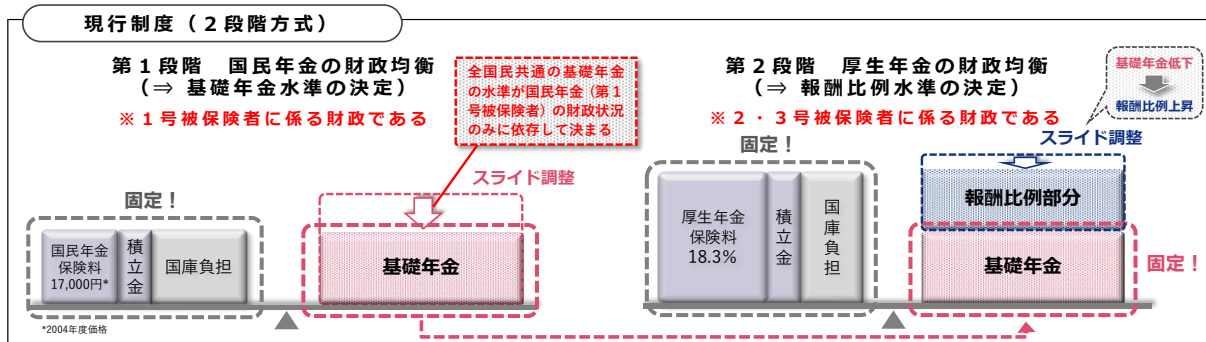 現行制度（２段階方式）
第１段階　国民年金の財政均衡
（⇒ 基礎年金水準の決定）
※１号被保険者に係る財政である
全国民共通の基礎年金
の水準が国民年金（第１
号被保険者）の財政状況
のみに依存して決まる
スライド調整
固定！
国民年金
保険料
17,000円*
積立金
国庫負担
基礎年金
*2004年度価格
第２段階　厚生年金の財政均衡
（⇒ 報酬比例水準の決定）
※２・３号被保険者に係る財政である
基礎年金低下
報酬比例上昇
スライド調整
固定！
厚生年金
保険料
18.3%
積立金
国庫負担
報酬比例部分
基礎年金
固定！